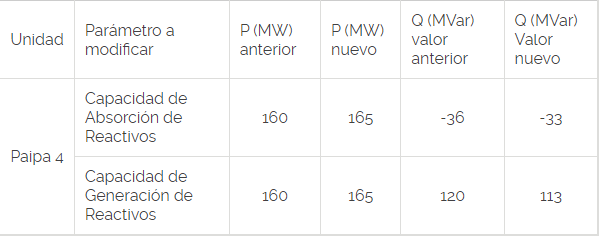 Unidad
Parámetro a
modificar
P (MW)
anterior
P (MW)
nuevo
Q (MVar)
valor
anterior
Q (MVar)
Valor
nuevo
Paipa 4
Capacidad de
Absorción de
Reactivos
160
165
-36
-33
Capacidad de
Generación de
Reactivos
160
165
120
113